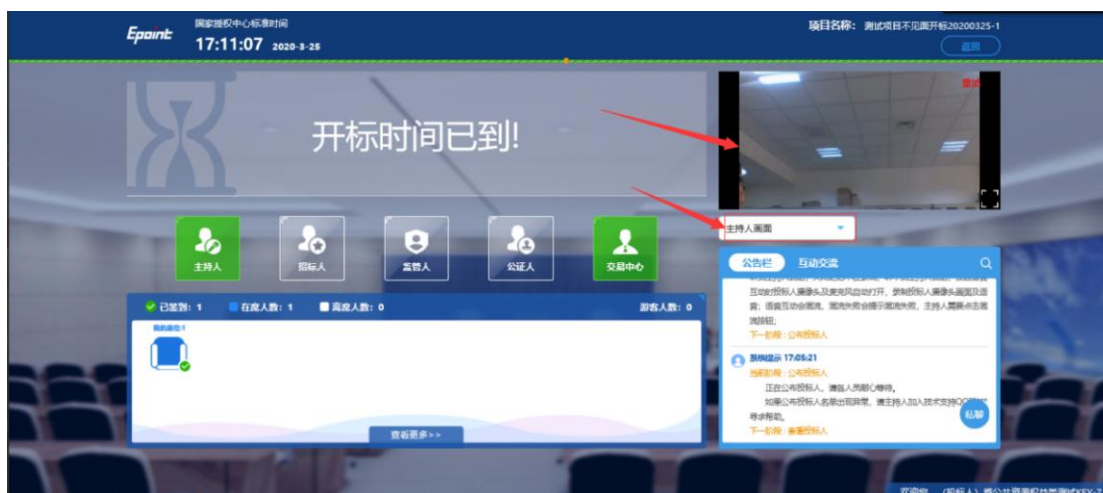 Epoint
国家授权中心标准时间
17:11:07 2020-3-25
项目名称： 测试项目不见面开标20200325-1
返回
开标时间已到!
主持人
招标人
监管人
公证人
交易中心
主持人画面
公告栏
互动交流
互动时投标人摄像头及麦克风自动打开，录制投标人摄像头画面及语
音；语音互动会混流，混流失败会提示混流失败，主持人需要点击混
流按钮；
下一阶段：公布投标人
系统提示 17:05:21
当前阶段：公布投标人
正在公布投标人，请各人员耐心等待。
如果公布投标人名单出现异常，请主持人加入技术支持QQ
寻求帮助。
下一阶段：查看投标人
私聊
已签到：1
在席人数：1
离席人数：0
游客人数：0
我的座位:1
查看更多>>